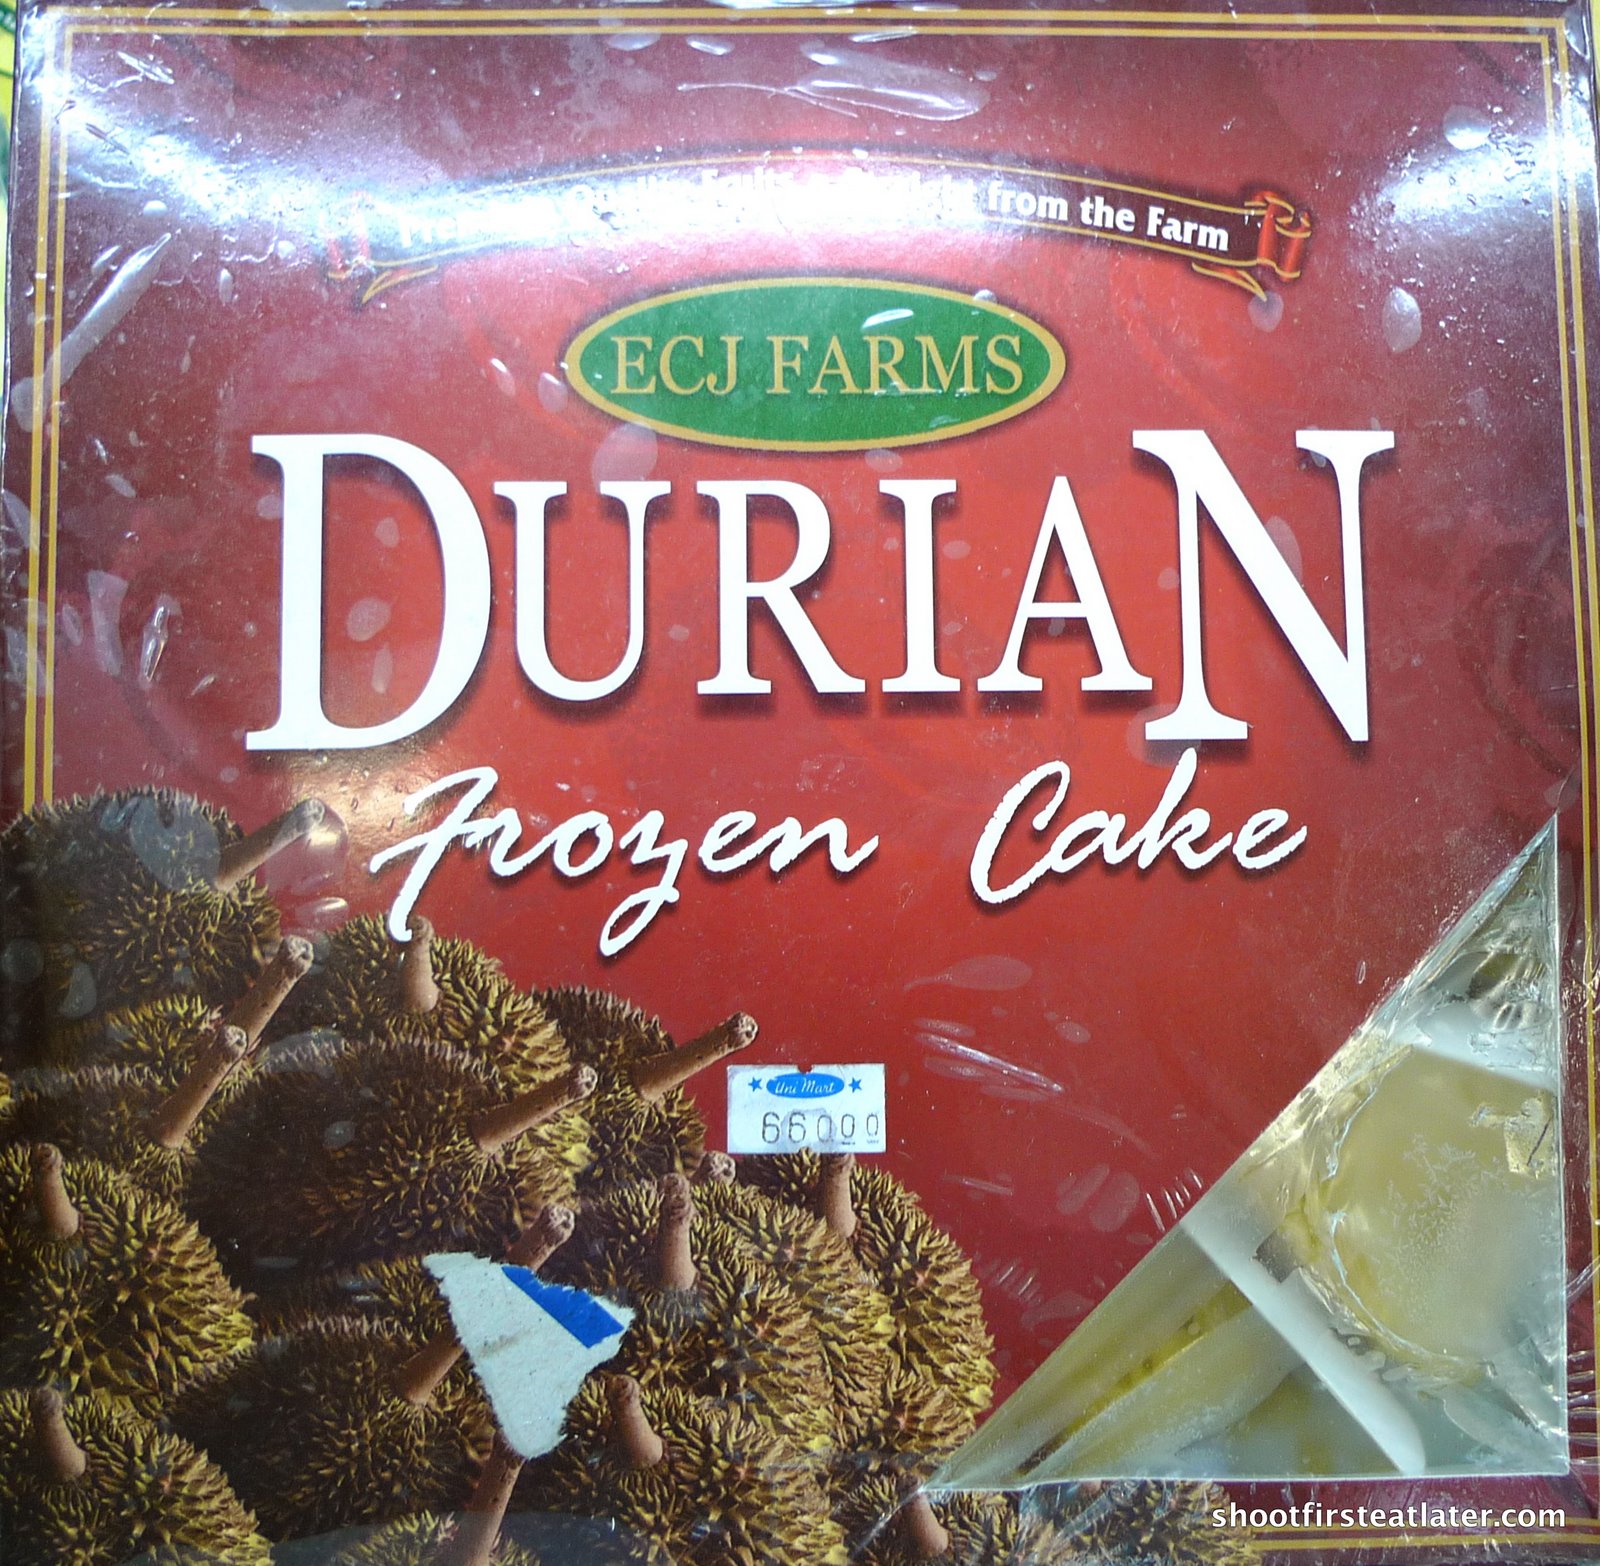 from the Farm
ECJ FARMS
DURIAN
Frozen Cake
Uni Mart
66000
shootfirsteatlater.com